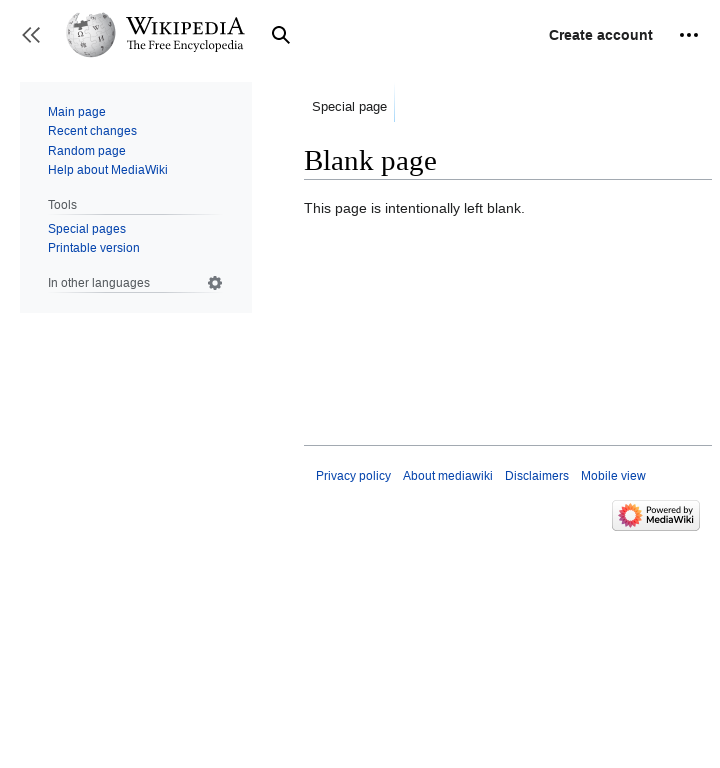 WIKIPEDIA
The Free Encyclopedia
Create account
Main page
Recent changes
Random page
Help about MediaWiki
Tools
Special pages
Printable version
In other languages
Special page
Blank page
This page is intentionally left blank.
Privacy policy About mediawiki Disclaimers Mobile view
Powered by
MediaWiki